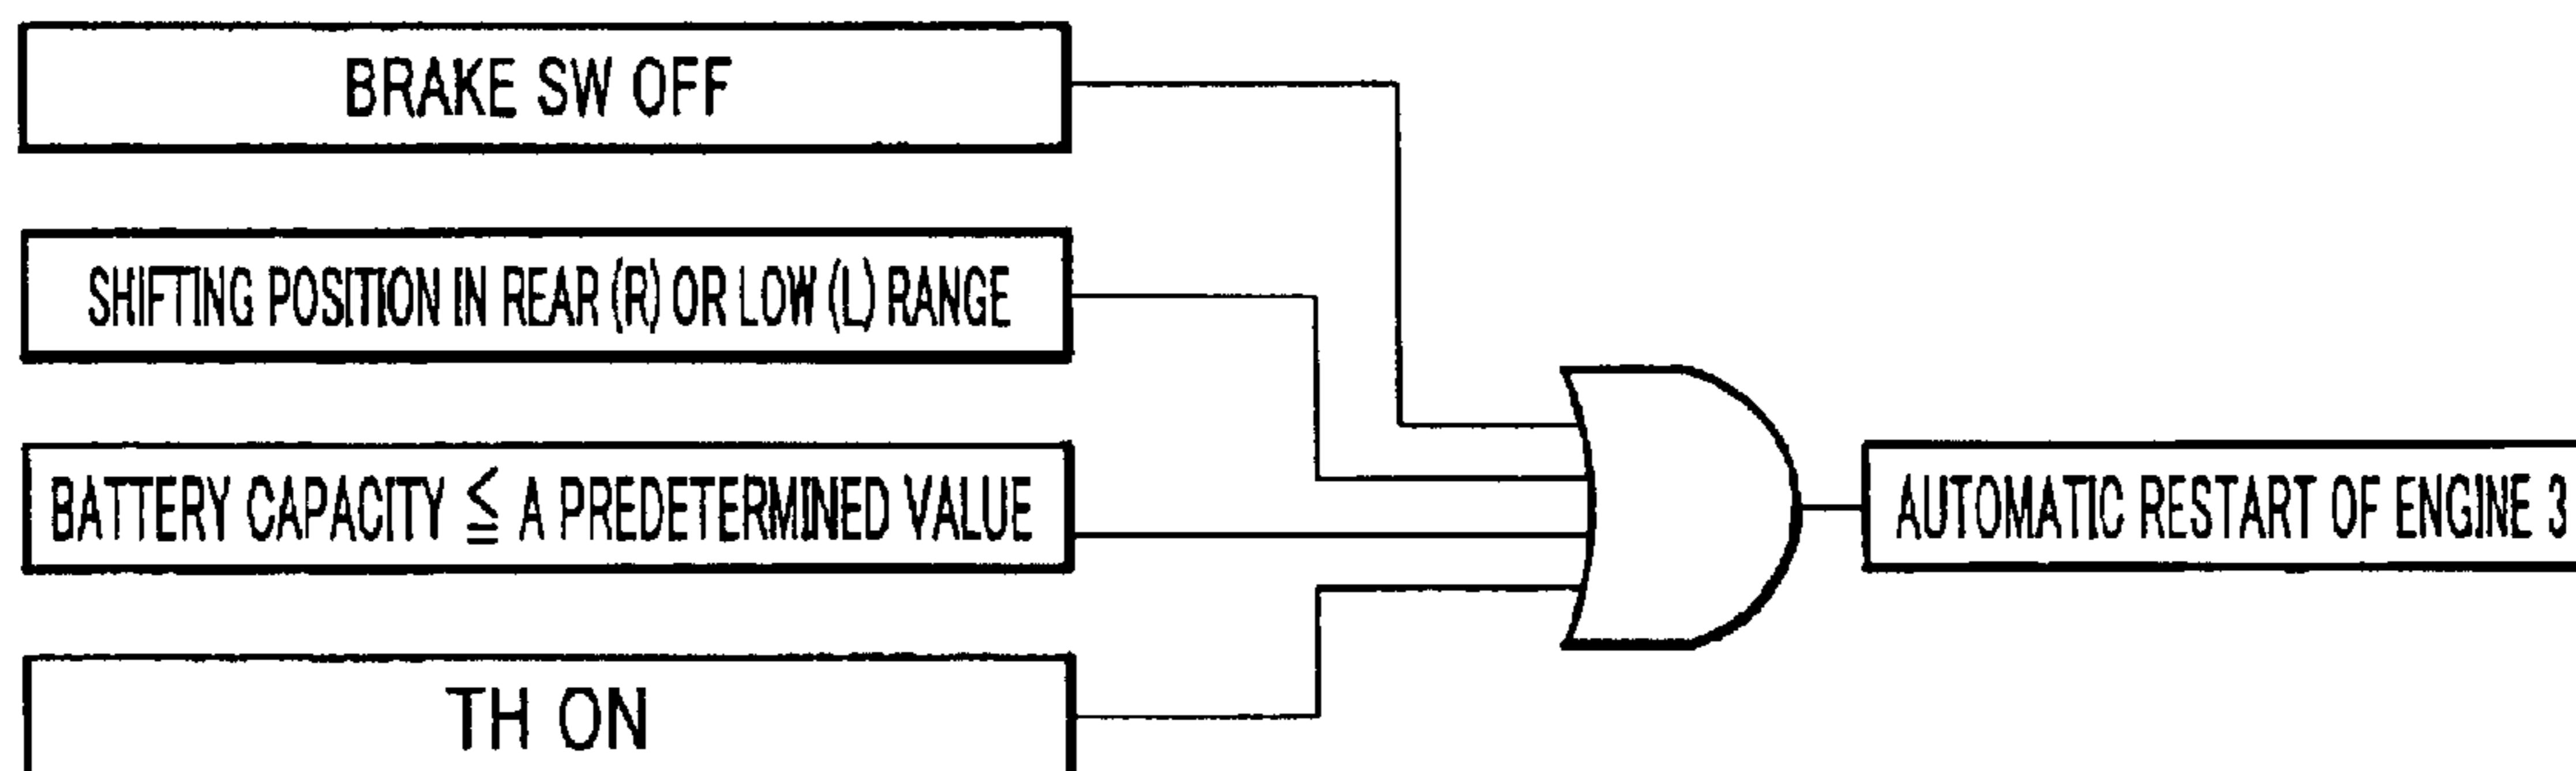 BRAKE SW OFF
SHIFTING POSITION IN REAR (R) OR LOW (L) RANGE
BATTERY CAPACITY ≦ A PREDETERMINED VALUE
TH ON
AUTOMATIC RESTART OF ENGINE 3